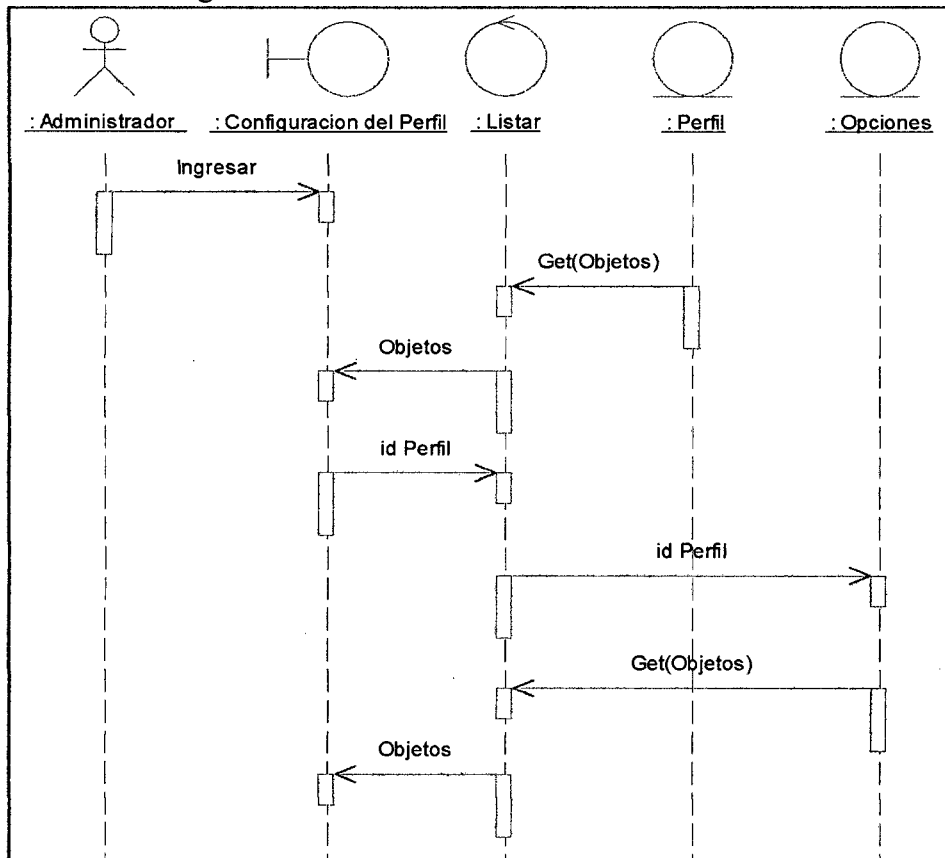 : Administrador
: Configuracion del Perfil
: Listar
: Perfil
: Opciones
Ingresar
Get(Objetos)
Objetos
id Perfil
id Perfil
Get(Objetos)
Objetos